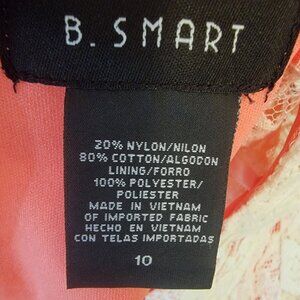 B. SMART
20% NYLON/NILON
80% COTTON/ALGODON
LINING/FORRO
100% POLYESTER/
POLIESTER
MADE IN VIETNAM
OF IMPORTED FABRIC
HECHO EN VIETNAM
CON TELAS IMPORTADAS
10